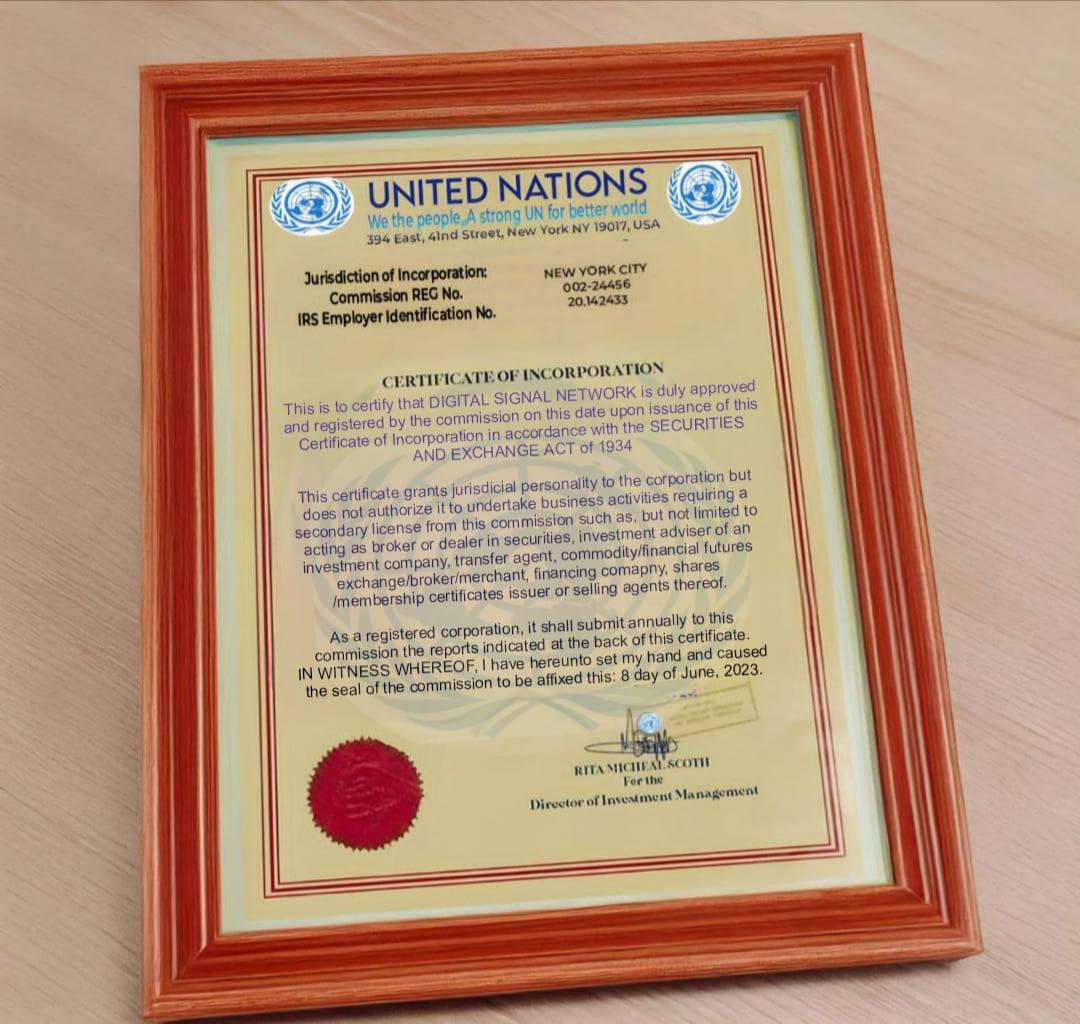 UNITED NATIONS
We the people,,A strong UN for better world
394 East, 41nd Street, New York NY 19017, USA
Jurisdiction of Incorporation: NEW YORK CITY
Commission REG No. 002-24456
IRS Employer Identification No. 20.142433
CERTIFICATE OF INCORPORATION
This is to certify that DIGITAL SIGNAL NETWORK is duly approved
and registered by the commission on this date upon issuance of this
Certificate of Incorporation in accordance with the SECURITIES
AND EXCHANGE ACT of 1934
This certificate grants jurisdicial personality to the corporation but
does not authorize it to undertake business activities requiring a
secondary license from this commission such as, but not limited to
acting as broker or dealer in securities, investment adviser of an
investment company, transfer agent, commodity/financial futures
exchange/broker/merchant, financing comapny, shares
/membership certificates issuer or selling agents thereof.
As a registered corporation, it shall submit annually to this
commission the reports indicated at the back of this certificate.
IN WITNESS WHEREOF, I have hereunto set my hand and caused
the seal of the commission to be affixed this: 8 day of June, 2023.
RITA MICHEAL SCOTH
For the
Director of Investment Management